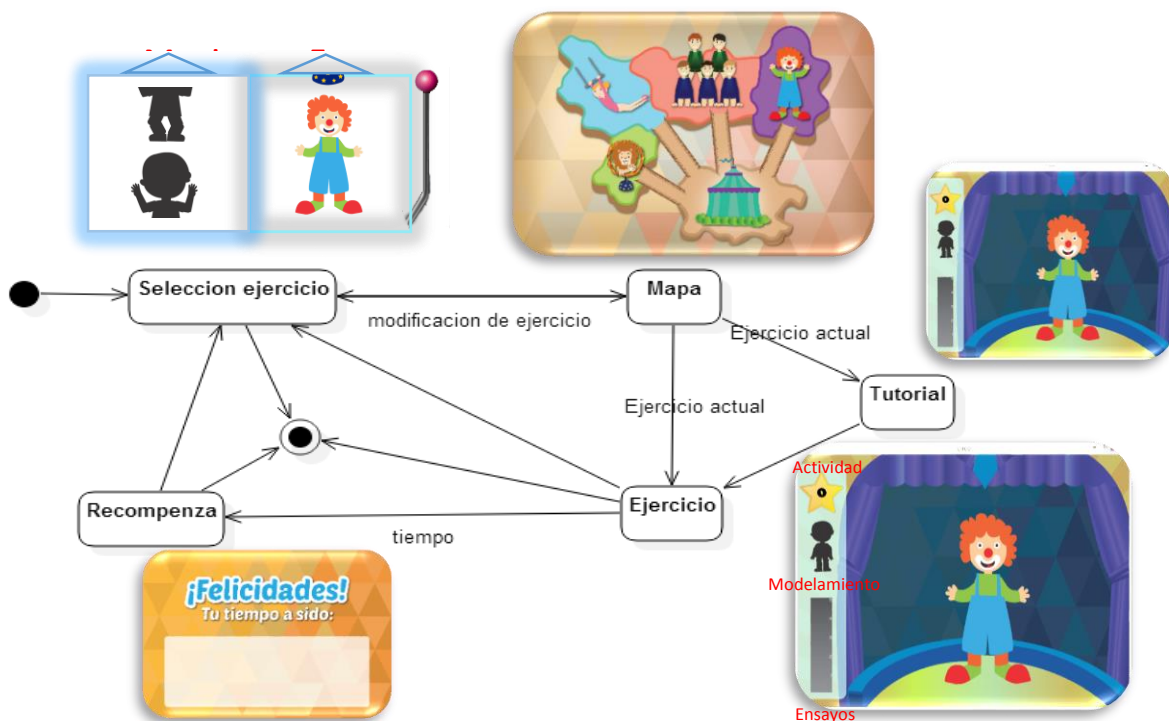 Seleccion ejercicio
Mapa
modificacion de ejercicio
Ejercicio actual
Ejercicio actual
Tutorial
Actividad
Recompenza
Ejercicio
tiempo
¡Felicidades!
Tu tiempo a sido:
Modelamiento
Ensayos